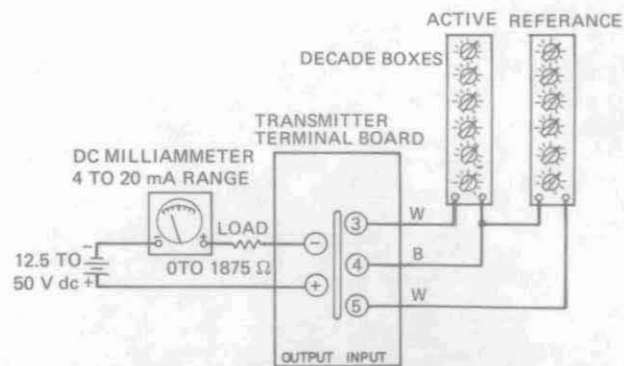 ACTIVE REFERANCE
DECADE BOXES
TRANSMITTER
TERMINAL BOARD
DC MILLIAMMETER
4 TO 20 mA RANGE
LOAD
0TO 1875 Ω
12.5 TO
50 V dc
- +
- +
+ -
3 W
4 B
5 W
OUTPUT INPUT